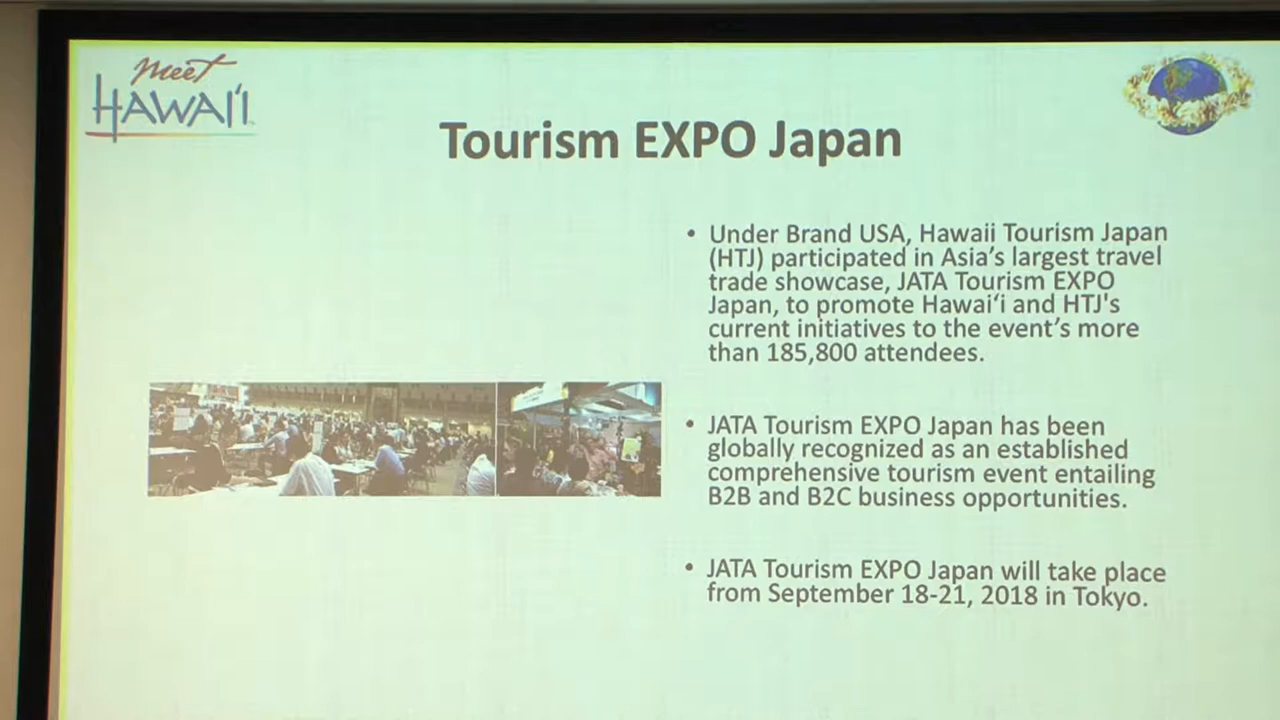 meet
HAWAI'I
Tourism EXPO Japan
• Under Brand USA, Hawaii Tourism Japan
(HTJ) participated in Asia’s largest travel
trade showcase, JATA Tourism EXPO
Japan, to promote Hawai‘i and HTJ's
current initiatives to the event’s more
than 185,800 attendees.
• JATA Tourism EXPO Japan has been
globally recognized as an established
comprehensive tourism event entailing
B2B and B2C business opportunities.
• JATA Tourism EXPO Japan will take place
from September 18-21, 2018 in Tokyo.